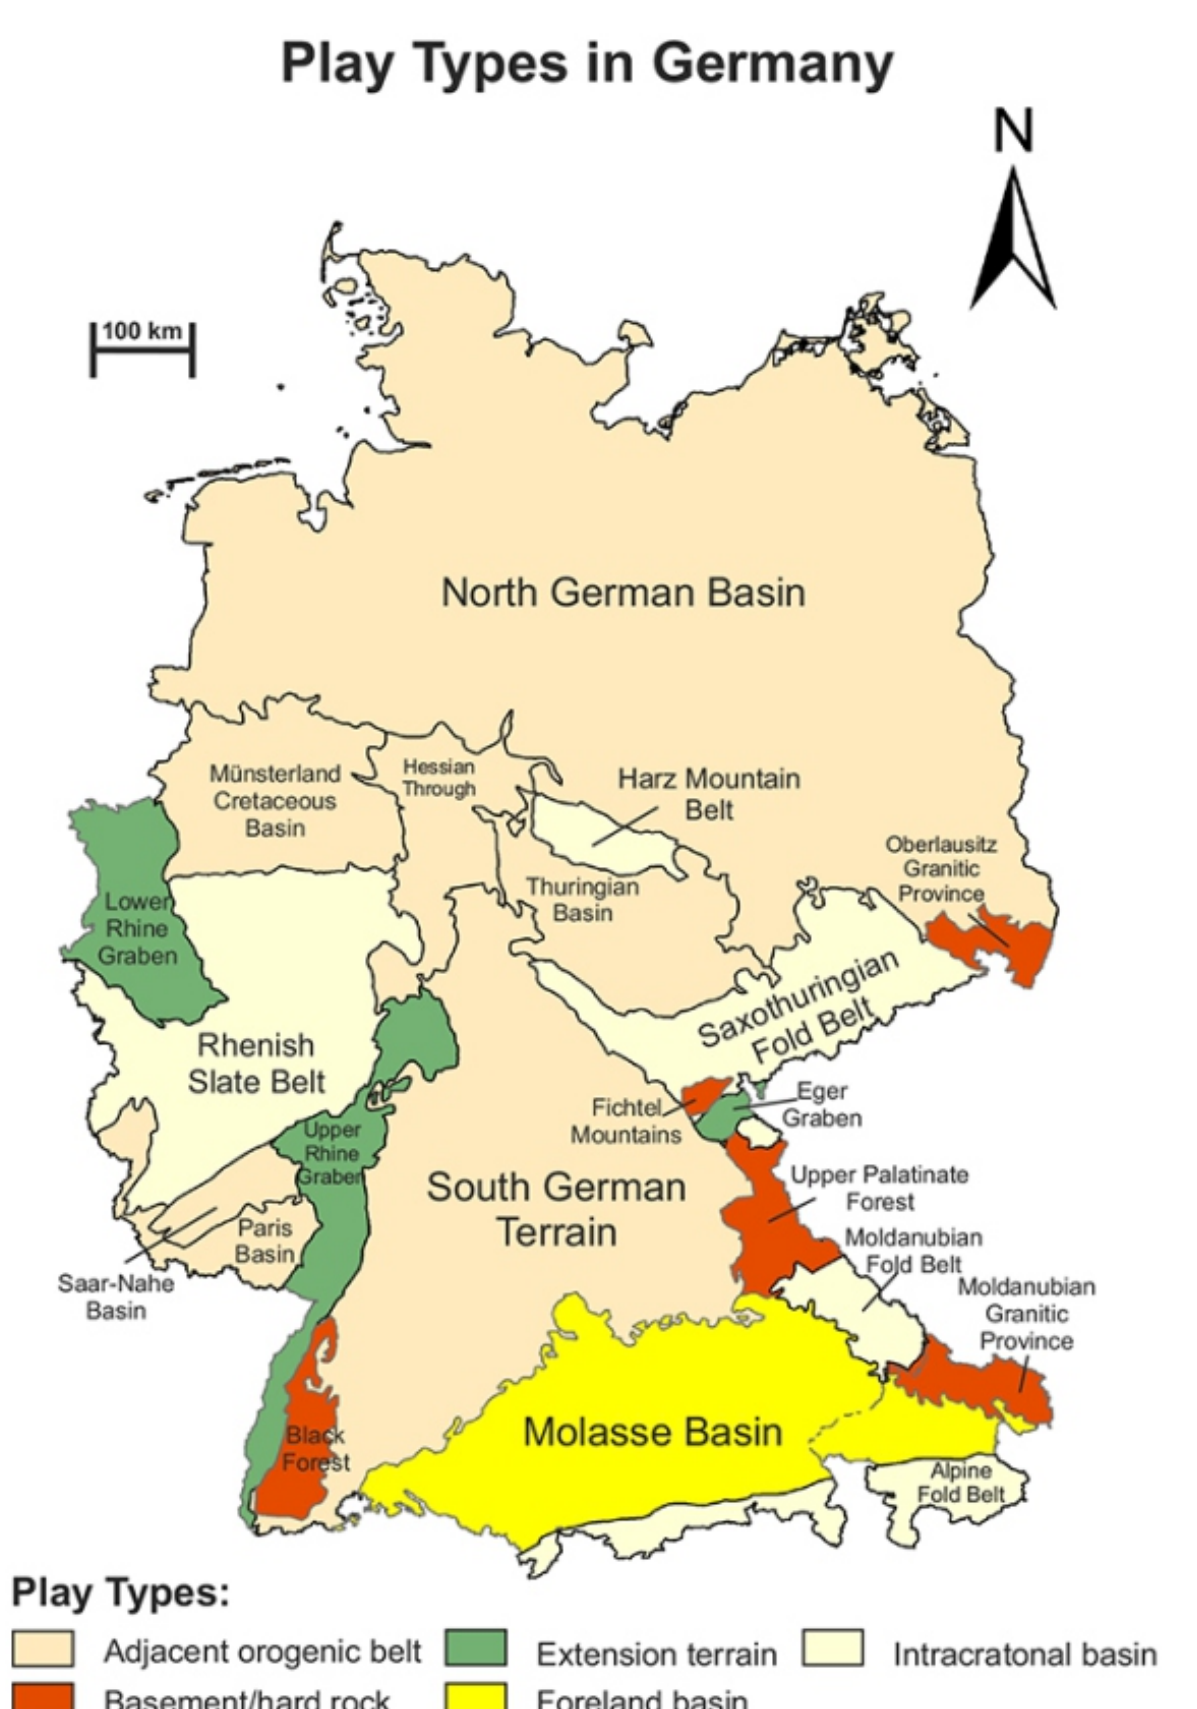 Play Types in Germany
N
100 km
North German Basin
Münsterland
Cretaceous
Basin
Hessian
Through
Harz Mountain
Belt
Oberlausitz
Granitic
Province
Thuringian
Basin
Lower
Rhine
Graben
Saxothuringian
Fold Belt
Rhenish
Slate Belt
Fichtel
Mountains
Eger
Graben
Upper
Rhine
Graben
South German
Terrain
Upper Palatinate
Forest
Paris
Basin
Moldanubian
Fold Belt
Saar-Nahe
Basin
Moldanubian
Granitic
Province
Black
Forest
Molasse Basin
Alpine
Fold Belt
Play Types:
Adjacent orogenic belt
Extension terrain
Intracratonal basin
Basement/hard rock
Foreland basin